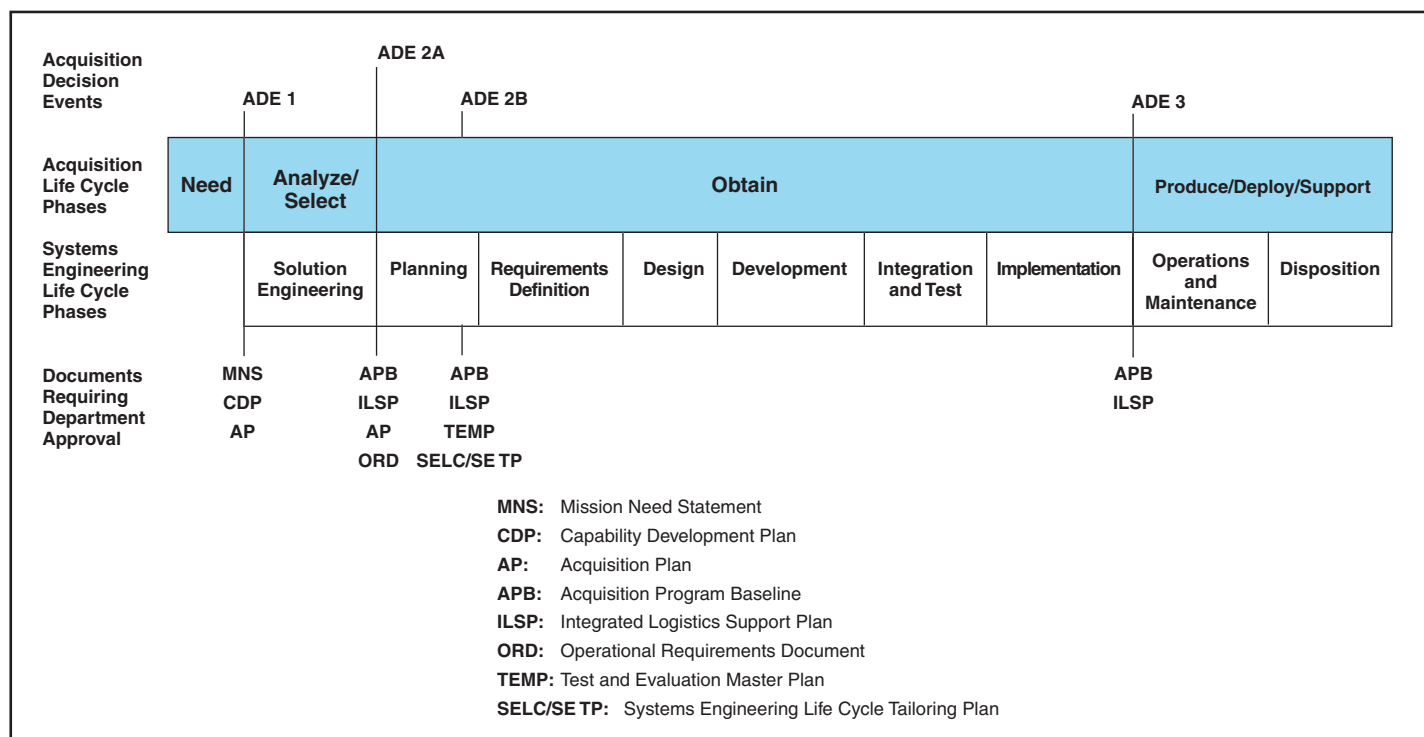 Acquisition
Decision
Events
ADE 1
ADE 2A
ADE 2B
ADE 3
Acquisition
Life Cycle
Phases
Need
Analyze/
Select
Obtain
Produce/Deploy/Support
Systems
Engineering
Life Cycle
Phases
Solution
Engineering
Planning
Requirements
Definition
Design
Development
Integration
and Test
Implementation
Operations
and
Maintenance
Disposition
Documents
Requiring
Department
Approval
MNS
CDP
AP
APB
ILSP
AP
ORD
APB
ILSP
TEMP
SELC/SE TP
APB
ILSP
MNS: Mission Need Statement
CDP: Capability Development Plan
AP: Acquisition Plan
APB: Acquisition Program Baseline
ILSP: Integrated Logistics Support Plan
ORD: Operational Requirements Document
TEMP: Test and Evaluation Master Plan
SELC/SE TP: Systems Engineering Life Cycle Tailoring Plan